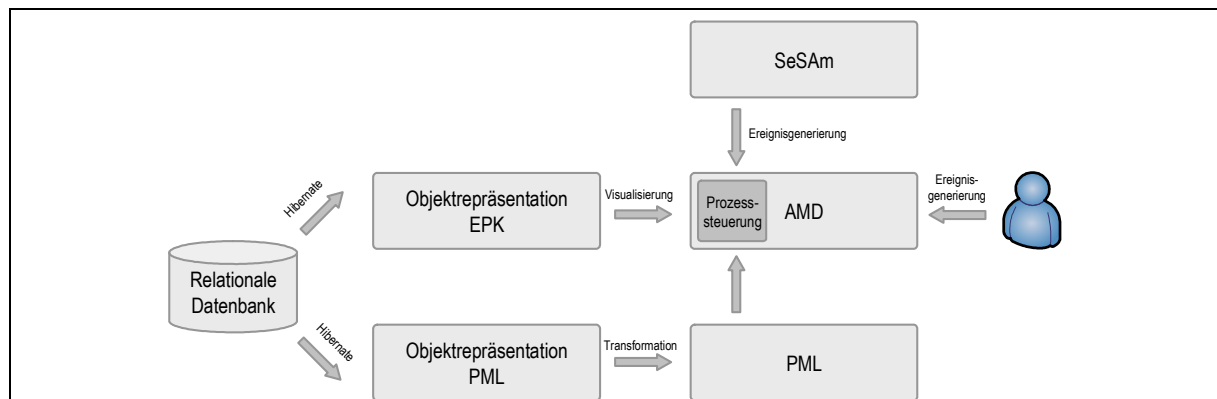 SeSAm
Ereignisgenerierung
Hibernate
Objektrepräsentation
EPK
Visualisierung
Prozess-
steuerung
AMD
Ereignis-
generierung
Relationale
Datenbank
Hibernate
Objektrepräsentation
PML
Transformation
PML